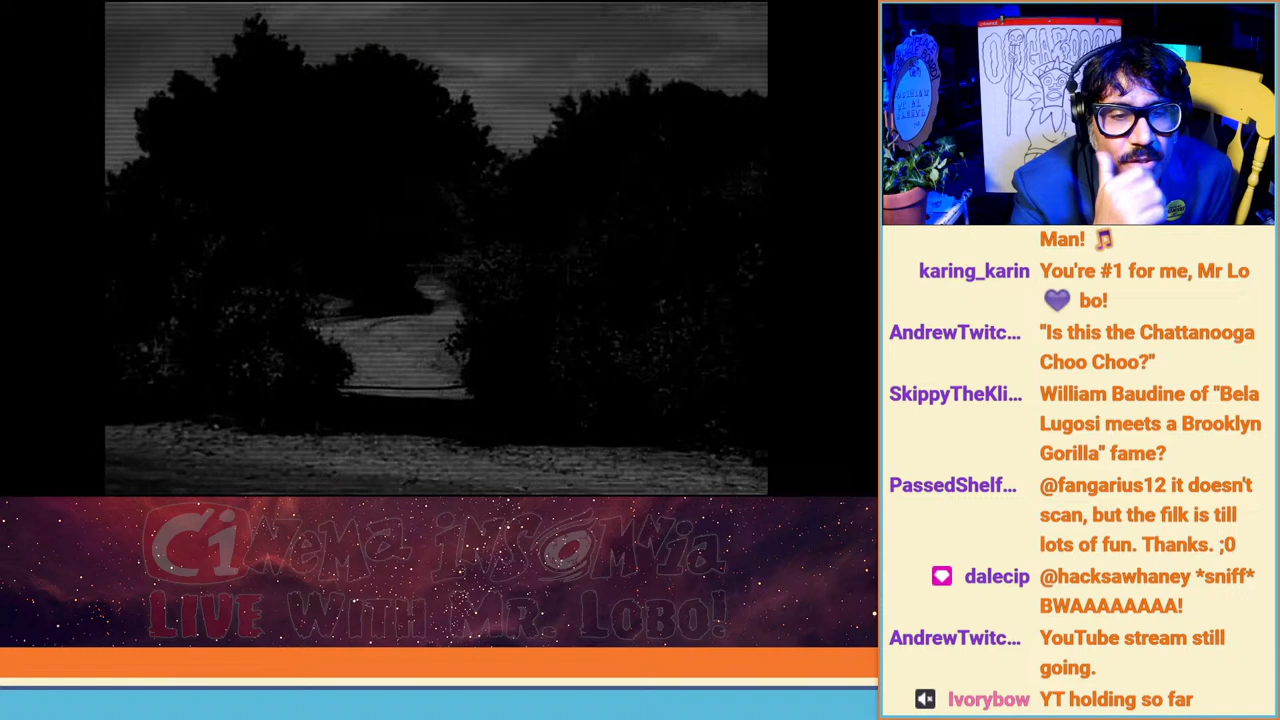 CiNeMa iNSOMNia
LIVE WiTH MR. LOBO!
Man! 🎵
karing_karin You're #1 for me, Mr Lo
💜 bo!
AndrewTwitc... "Is this the Chattanooga
Choo Choo?"
SkippyTheKli... William Baudine of "Bela
Lugosi meets a Brooklyn
Gorilla" fame?
PassedShelf... @fangarius12 it doesn't
scan, but the filk is till
lots of fun. Thanks. ;0
dalecip @hacksawhaney *sniff*
BWAAAAAAAA!
AndrewTwitc... YouTube stream still
going.
Ivorybow YT holding so far